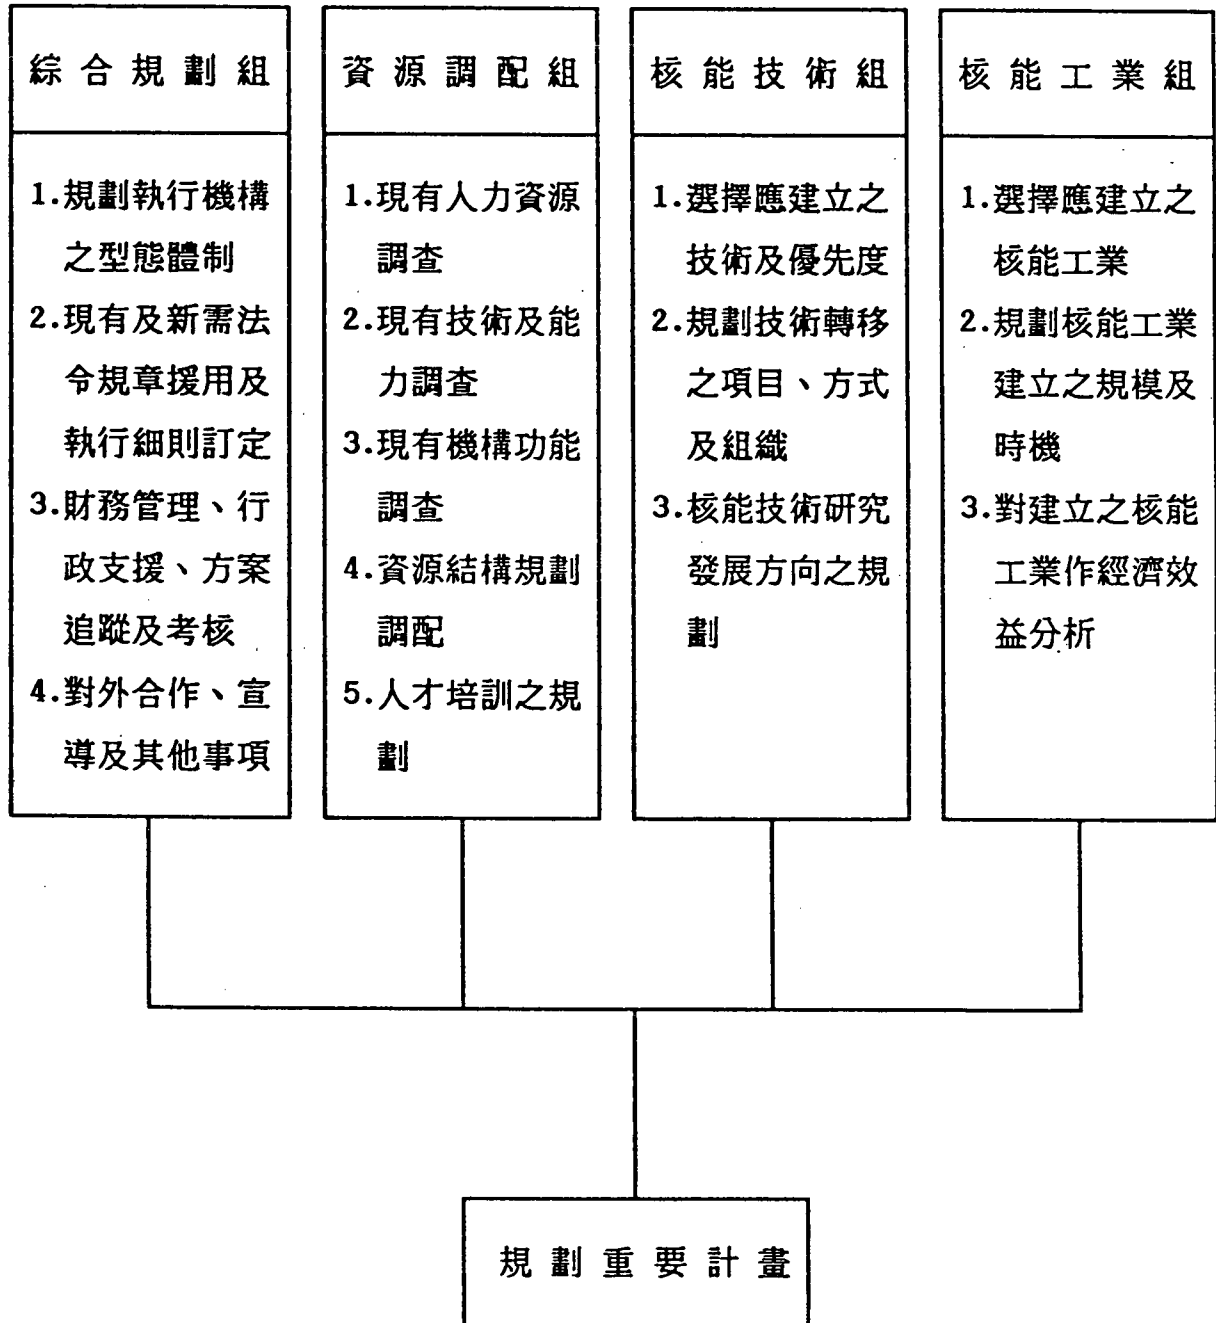 綜合規劃組
1.規劃執行機構
之型態體制
2.現有及新需法
令規章援用及
執行細則訂定
3.財務管理、行
政支援、方案
追蹤及考核
4.對外合作、宣
導及其他事項
資源調配組
1.現有人力資源
調查
2.現有技術及能
力調查
3.現有機構功能
調查
4.資源結構規劃
調配
5.人才培訓之規
劃
核能技術組
1.選擇應建立之
技術及優先度
2.規劃技術轉移
之項目、方式
及組織
3.核能技術研究
發展方向之規
劃
核能工業組
1.選擇應建立之
核能工業
2.規劃核能工業
建立之規模及
時機
3.對建立之核能
工業作經濟效
益分析
規劃重要計畫